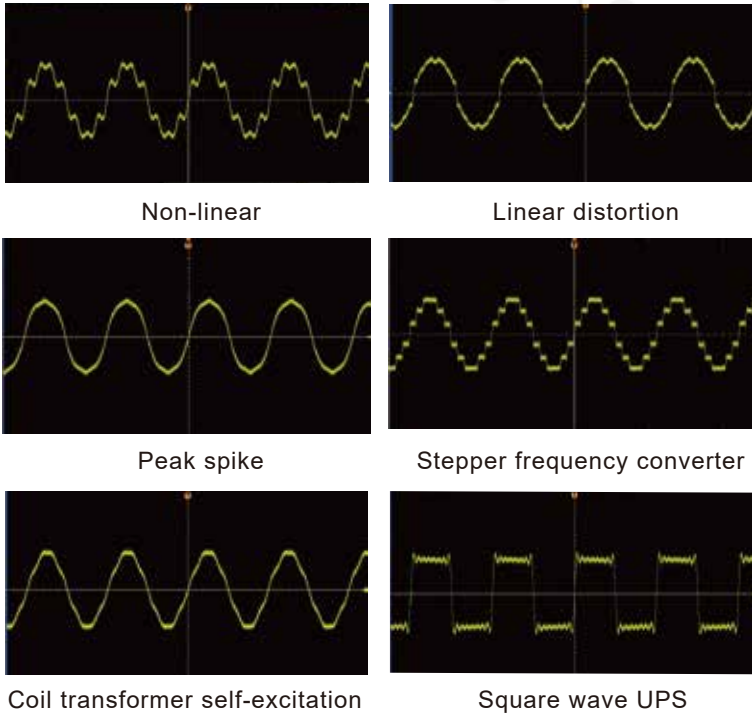 Non-linear
Linear distortion
Peak spike
Stepper frequency converter
Coil transformer self-excitation
Square wave UPS